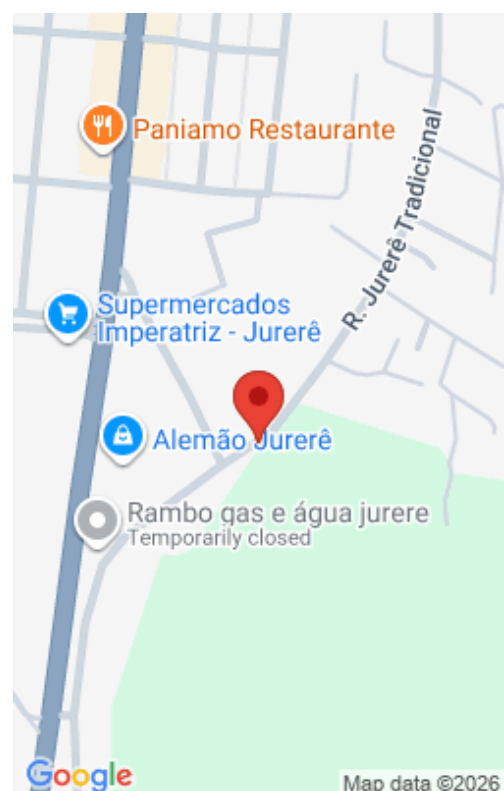 Paniamo Restaurante
R. Jurerê Tradicional
Supermercados
Imperatriz - Jurerê
Alemão Jurerê
Rambo gas e água jurere
Temporarily closed
Google
Map data ©2026